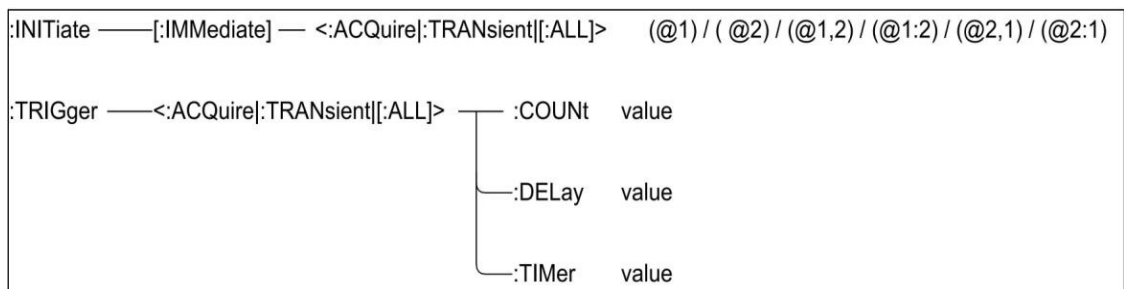 :INITiate [:IMMediate] <:ACQuire|:TRANsient|[:ALL]> (@1) / ( @2) / (@1,2) / (@1:2) / (@2,1) / (@2:1)
:TRIGger <:ACQuire|:TRANsient|[:ALL]> :COUNt value
:DELay value
:TIMer value